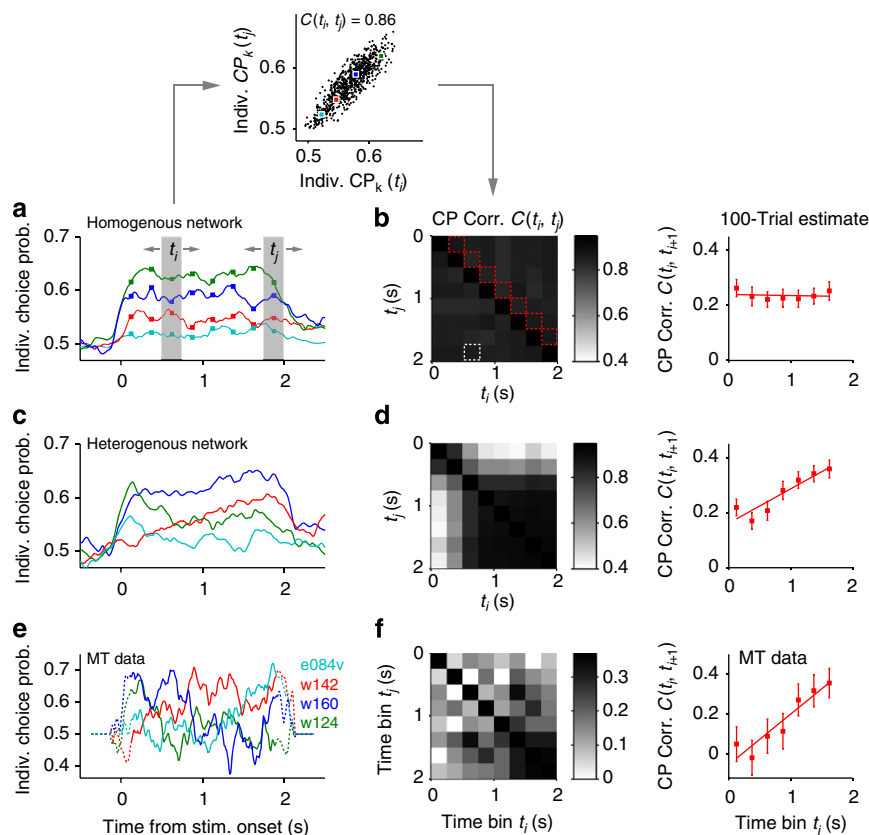 C(ti, tj) = 0.86
Indiv. CPk (tj)
0.6
0.5
0.5
0.6
Indiv. CPk (ti)
a
Indiv. choice prob.
Homogenous network
0.7
0.6
0.5
ti
tj
0
1
2
b
CP Corr. C(ti, tj)
tj (s)
0
1
2
0
1
2
ti (s)
0.8
0.6
0.4
100-Trial estimate
CP Corr. C(ti, ti+1)
0.4
0.2
0
0
1
2
c
Indiv. choice prob.
Heterogenous network
0.7
0.6
0.5
0
1
2
d
tj (s)
0
1
2
0
1
2
ti (s)
0.8
0.6
0.4
CP Corr. C(ti, ti+1)
0.4
0.2
0
0
1
2
e
Indiv. choice prob.
MT data
0.7
0.6
0.5
0.4
e084v
w142
w160
w124
0
1
2
Time from stim. onset (s)
f
Time bin tj (s)
0
1
2
0
1
2
Time bin ti (s)
0.3
0.2
0.1
0
CP Corr. C(ti, ti+1)
MT data
0.4
0.2
0
0
1
2
Time bin ti (s)